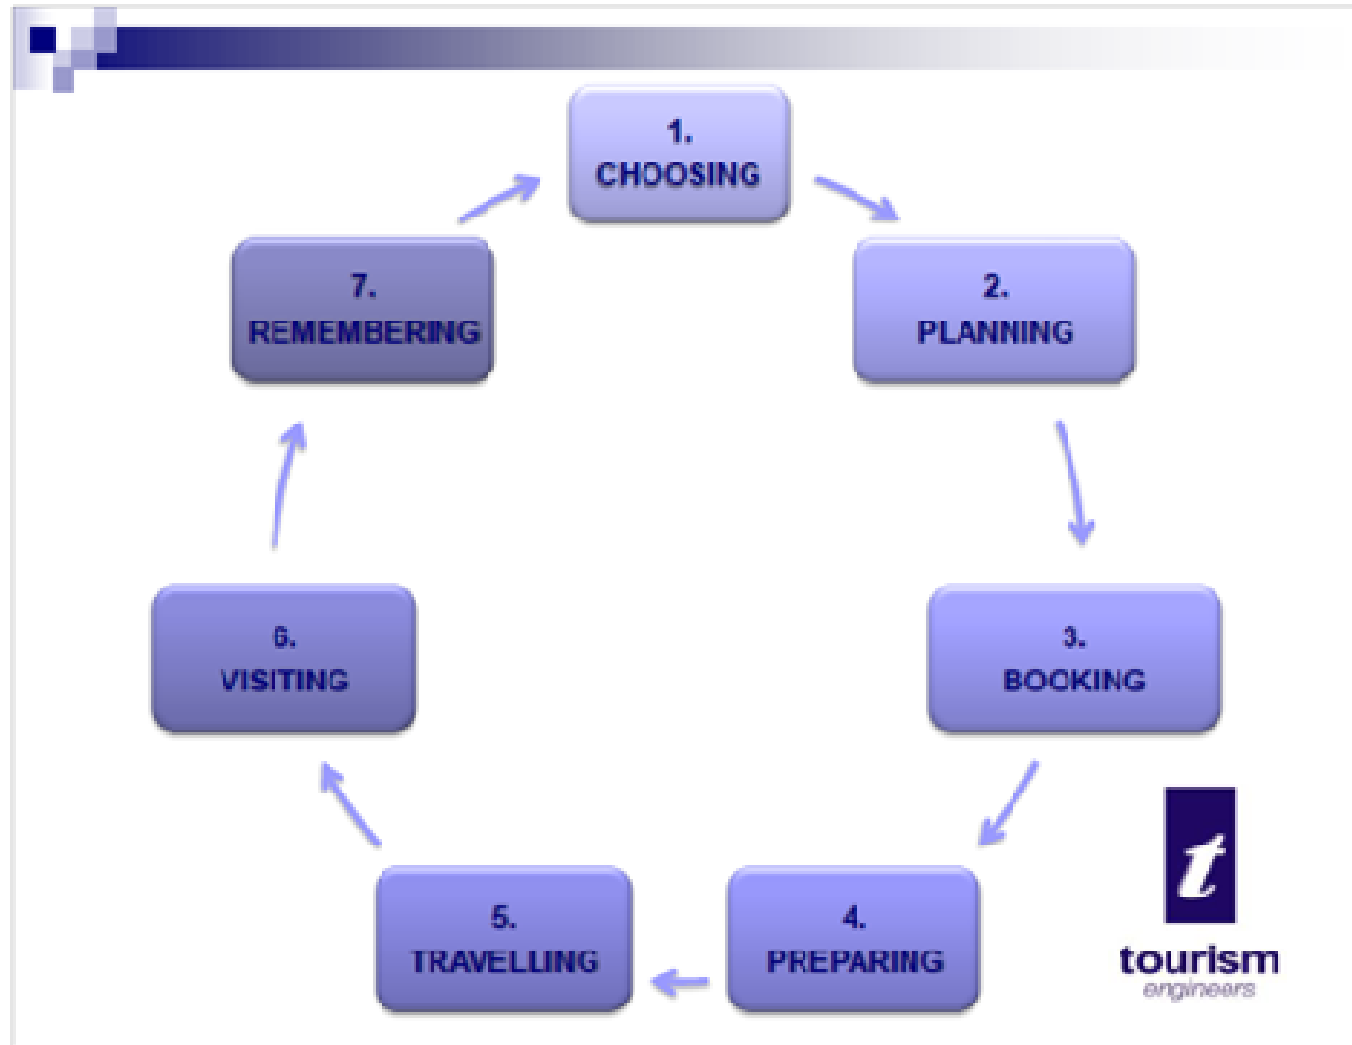 1.
CHOOSING
2.
PLANNING
3.
BOOKING
4.
PREPARING
5.
TRAVELLING
6.
VISITING
7.
REMEMBERING
t
tourism
engineers